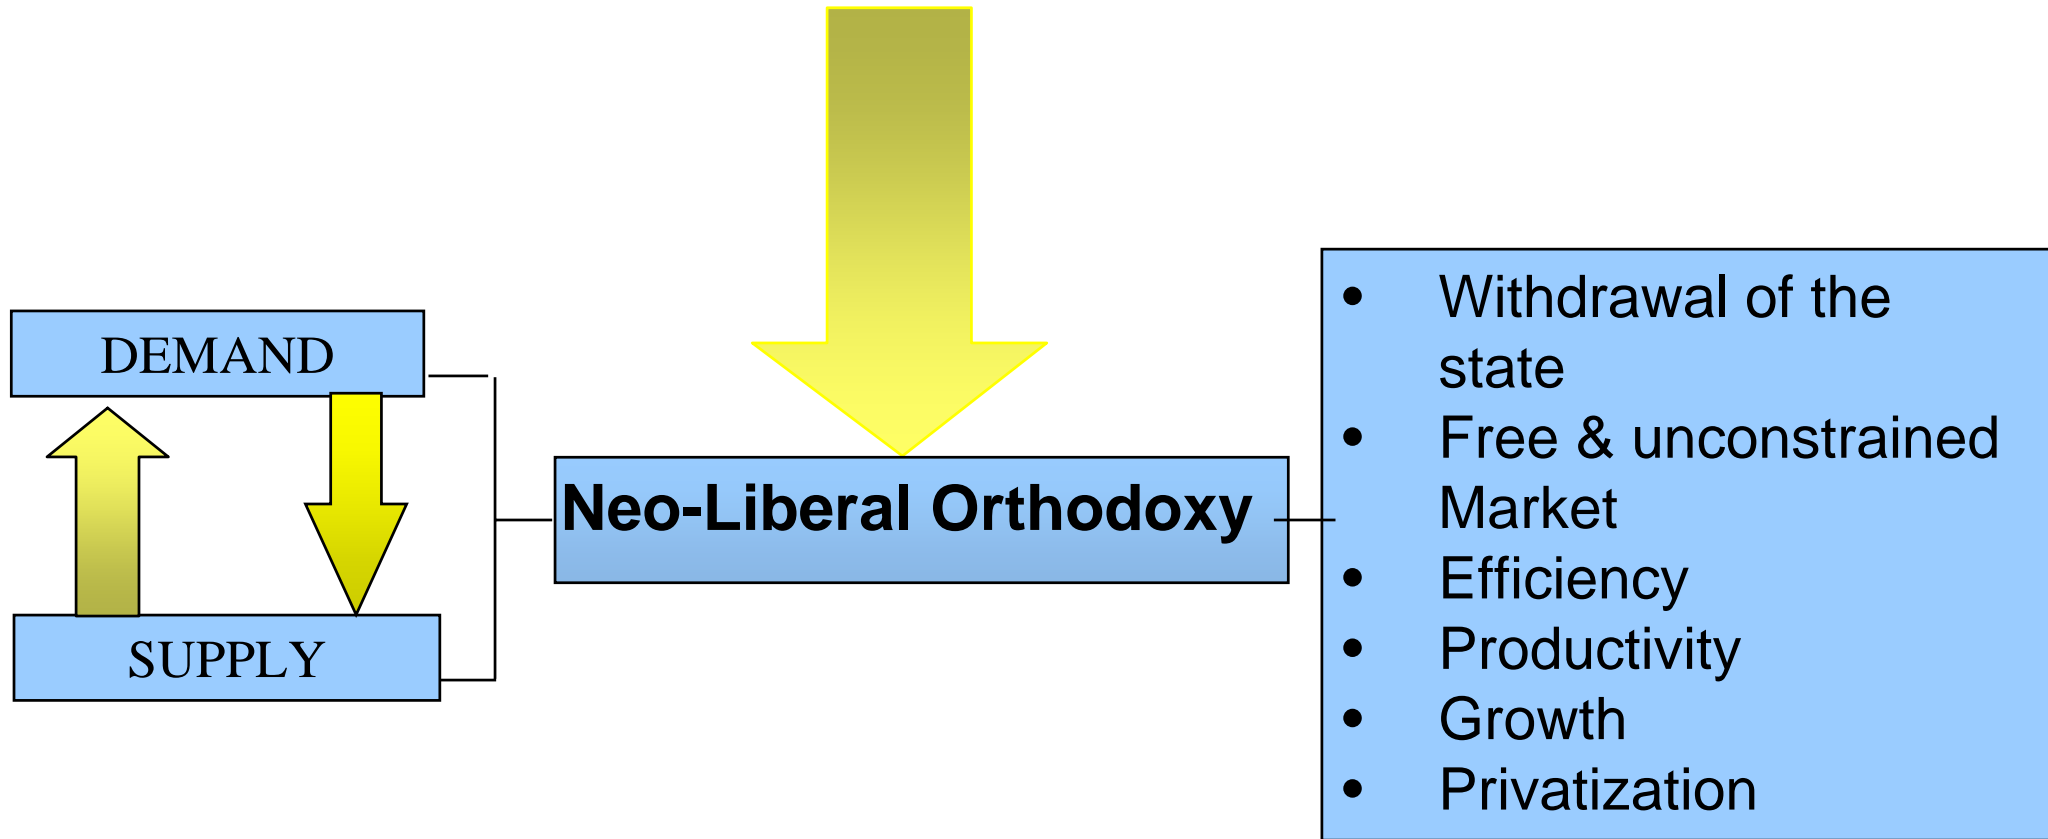 DEMAND
SUPPLY
Neo-Liberal Orthodoxy
• Withdrawal of the
state
• Free & unconstrained
Market
• Efficiency
• Productivity
• Growth
• Privatization